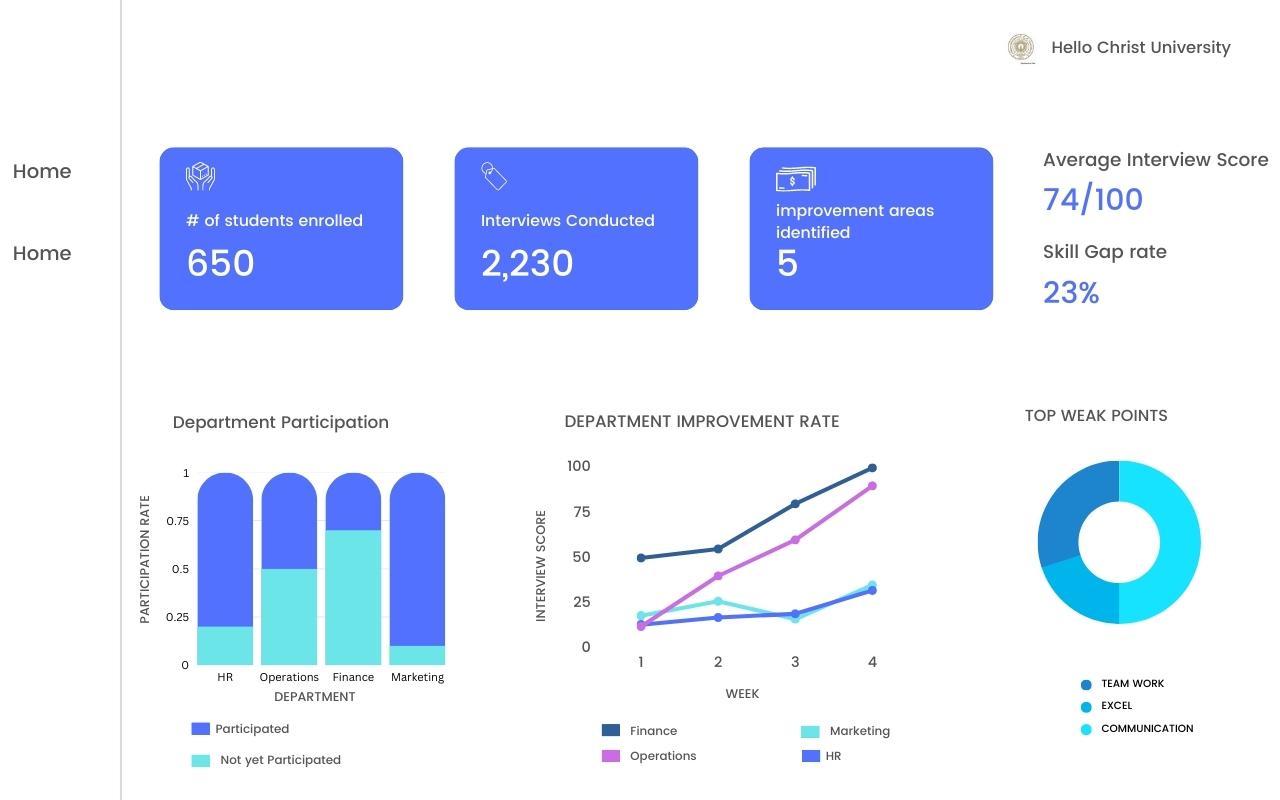 Hello Christ University
Home
Home
# of students enrolled
650
Interviews Conducted
2,230
improvement areas
identified
5
Average Interview Score
74/100
Skill Gap rate
23%
Department Participation
PARTICIPATION RATE
1
0.75
0.5
0.25
0
HR Operations Finance Marketing
DEPARTMENT
Participated
Not yet Participated
DEPARTMENT IMPROVEMENT RATE
INTERVIEW SCORE
100
75
50
25
0
1 2 3 4
WEEK
Finance Marketing
Operations HR
TOP WEAK POINTS
TEAM WORK
EXCEL
COMMUNICATION